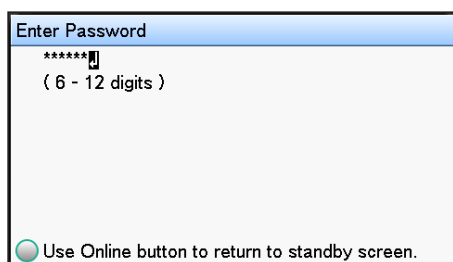 Enter Password
******↵
( 6 - 12 digits )
Use Online button to return to standby screen.